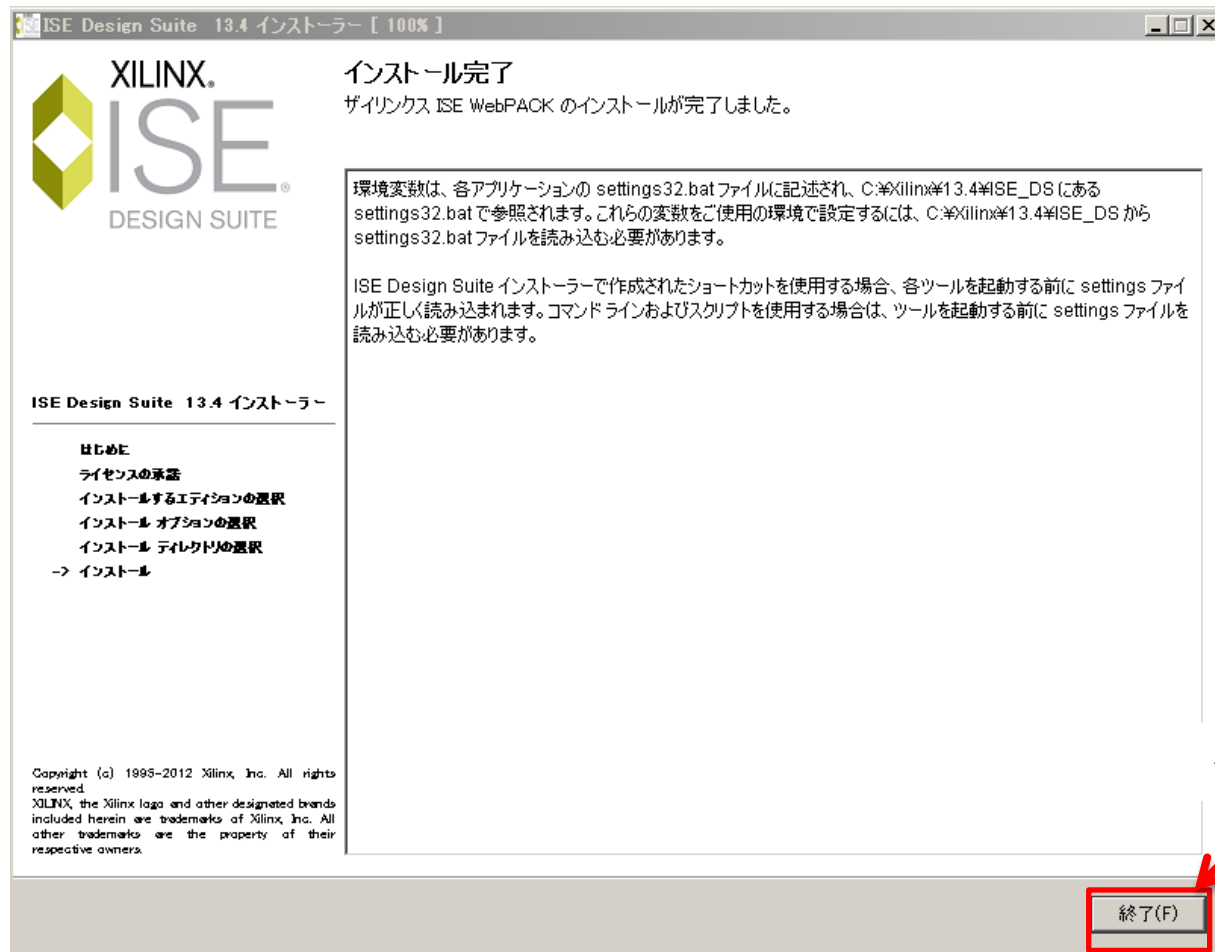 ISE Design Suite 13.4 インストーラー [ 100% ]
XILINX®
ISE®
DESIGN SUITE
インストール完了
ザイリンクス ISE WebPACK のインストールが完了しました。
環境変数は、各アプリケーションの settings32.bat ファイルに記述され、C:¥Xilinx¥13.4¥ISE_DS にある
settings32.bat で参照されます。これらの変数をご使用の環境で設定するには、C:¥Xilinx¥13.4¥ISE_DS から
settings32.bat ファイルを読み込む必要があります。
ISE Design Suite インストーラーで作成されたショートカットを使用する場合、各ツールを起動する前に settings ファイ
ルが正しく読み込まれます。コマンド ラインおよびスクリプトを使用する場合は、ツールを起動する前に settings ファイルを
読み込む必要があります。
ISE Design Suite 13.4 インストーラー
はじめに
ライセンスの承諾
インストールするエディションの選択
インストール オプションの選択
インストール ディレクトリの選択
-> インストール
Copyright (c) 1995-2012 Xilinx, Inc. All rights
reserved.
XILINX, the Xilinx logo and other designated brands
included herein are trademarks of Xilinx, Inc. All
other trademarks are the property of their
respective owners.
終了(F)